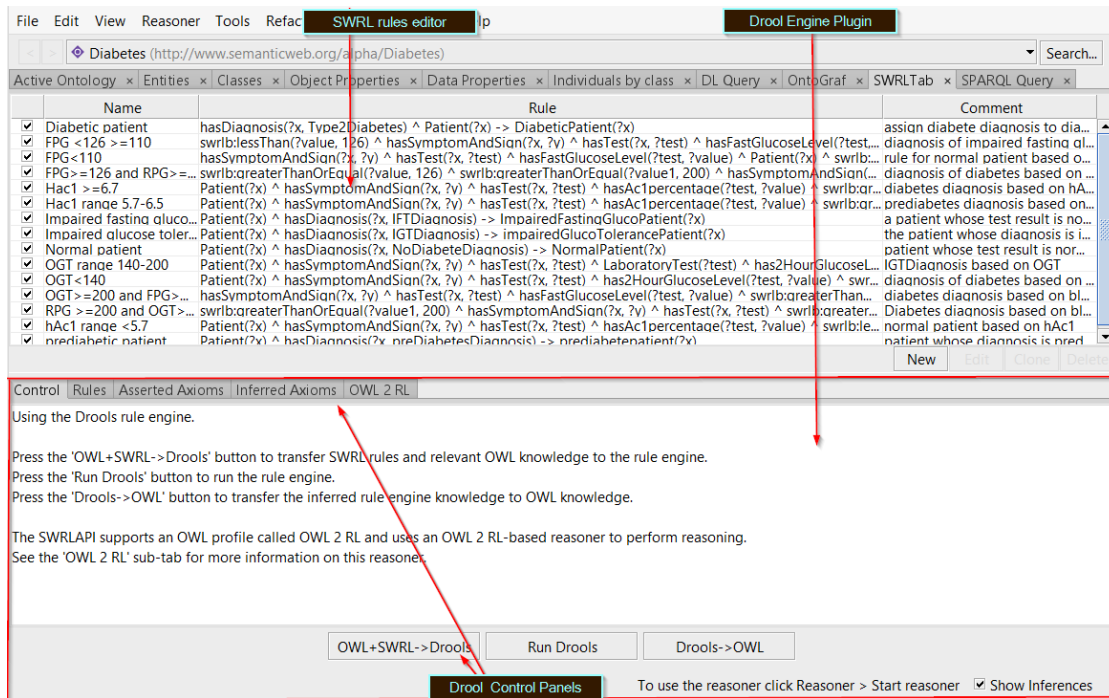 File Edit View Reasoner Tools Refac SWRL rules editor lp Drool Engine Plugin
< > Diabetes (http://www.semanticweb.org/alpha/Diabetes) Search...
Active Ontology × Entities × Classes × Object Properties × Data Properties × Individuals by class × DL Query × OntoGraf × SWRLTab × SPARQL Query ×
Name Rule Comment
Diabetic patient hasDiagnosis(?x, Type2Diabetes) ^ Patient(?x) -> DiabeticPatient(?x) assign diabete diagnosis to dia...
FPG <126 >=110 swrlb:lessThan(?value, 126) ^ hasSymptomAndSign(?x, ?y) ^ hasTest(?x, ?test) ^ hasFastGlucoseLevel(?test,... diagnosis of impaired fasting gl...
FPG<110 hasSymptomAndSign(?x, ?y) ^ hasTest(?x, ?test) ^ hasFastGlucoseLevel(?test, ?value) ^ Patient(?x) ^ swrlb:... rule for normal patient based o...
FPG>=126 and RPG>=... swrlb:greaterThanOrEqual(?value, 126) ^ swrlb:greaterThanOrEqual(?value1, 200) ^ hasSymptomAndSign(... diagnosis of diabetes based on ...
Hac1 >=6.7 Patient(?x) ^ hasSymptomAndSign(?x, ?y) ^ hasTest(?x, ?test) ^ hasAc1percentage(?test, ?value) ^ swrlb:gr... diabetes diagnosis based on hA...
Hac1 range 5.7-6.5 Patient(?x) ^ hasSymptomAndSign(?x, ?y) ^ hasTest(?x, ?test) ^ hasAc1percentage(?test, ?value) ^ swrlb:gr... prediabetes diagnosis based on...
Impaired fasting gluco... Patient(?x) ^ hasDiagnosis(?x, IFTDiagnosis) -> ImpairedFastingGlucoPatient(?x) a patient whose test result is no...
Impaired glucose toler... Patient(?x) ^ hasDiagnosis(?x, IGTDiagnosis) -> impairedGlucoTolerancePatient(?x) the patient whose diagnosis is i...
Normal patient Patient(?x) ^ hasDiagnosis(?x, NoDiabeteDiagnosis) -> NormalPatient(?x) patient whose test result is nor...
OGT range 140-200 Patient(?x) ^ hasSymptomAndSign(?x, ?y) ^ hasTest(?x, ?test) ^ LaboratoryTest(?test) ^ has2HourGlucoseL... IGTDiagnosis based on OGT
OGT<140 Patient(?x) ^ hasSymptomAndSign(?x, ?y) ^ hasTest(?x, ?test) ^ has2HourGlucoseLevel(?test, ?value) ^ swr... diagnosis of diabetes based on ...
OGT>=200 and FPG>... hasSymptomAndSign(?x, ?y) ^ hasTest(?x, ?test) ^ hasFastGlucoseLevel(?test, ?value) ^ swrlb:greaterThan... diabetes diagnosis based on bl...
RPG >=200 and OGT>... swrlb:greaterThanOrEqual(?value1, 200) ^ hasSymptomAndSign(?x, ?y) ^ hasTest(?x, ?test) ^ swrlb:greater... Diabetes diagnosis based on bl...
hAc1 range <5.7 Patient(?x) ^ hasSymptomAndSign(?x, ?y) ^ hasTest(?x, ?test) ^ hasAc1percentage(?test, ?value) ^ swrlb:le... normal patient based on hAc1
prediabetic patient Patient(?x) ^ hasDiagnosis(?x, preDiabetesDiagnosis) -> prediabetepatient(?x) patient whose diagnosis is pred...
New Edit Clone Delete
Control Rules Asserted Axioms Inferred Axioms OWL 2 RL
Using the Drools rule engine.
Press the 'OWL+SWRL->Drools' button to transfer SWRL rules and relevant OWL knowledge to the rule engine.
Press the 'Run Drools' button to run the rule engine.
Press the 'Drools->OWL' button to transfer the inferred rule engine knowledge to OWL knowledge.
The SWRLAPI supports an OWL profile called OWL 2 RL and uses an OWL 2 RL-based reasoner to perform reasoning.
See the 'OWL 2 RL' sub-tab for more information on this reasoner.
OWL+SWRL->Drools Run Drools Drools->OWL
Drool Control Panels To use the reasoner click Reasoner > Start reasoner Show Inferences